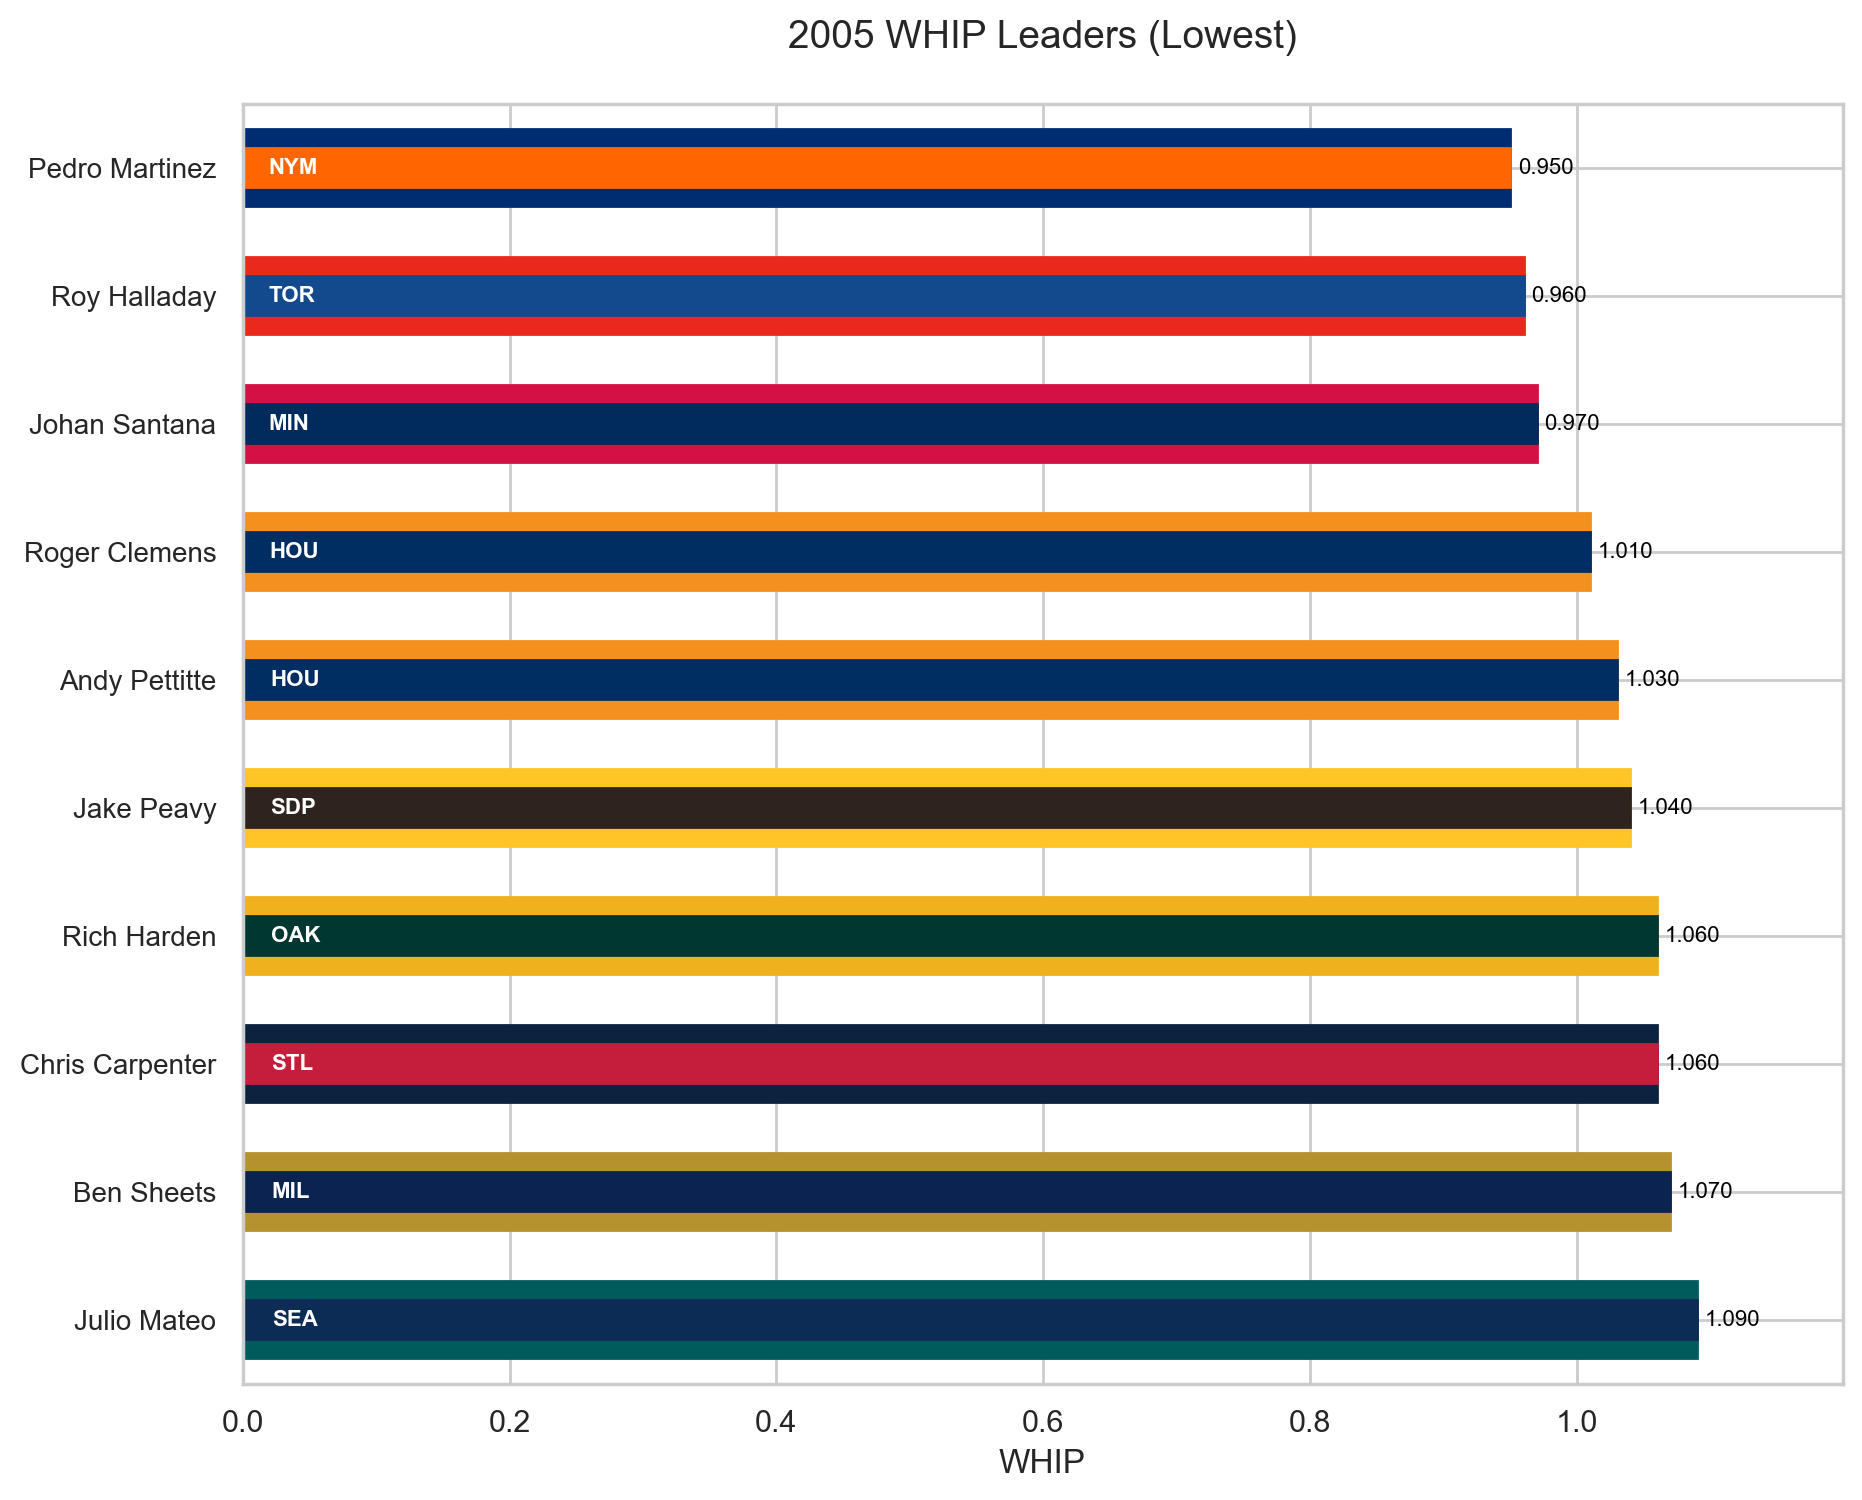 2005 WHIP Leaders (Lowest)
Pedro Martinez NYM 0.950
Roy Halladay TOR 0.960
Johan Santana MIN 0.970
Roger Clemens HOU 1.010
Andy Pettitte HOU 1.030
Jake Peavy SDP 1.040
Rich Harden OAK 1.060
Chris Carpenter STL 1.060
Ben Sheets MIL 1.070
Julio Mateo SEA 1.090
0.0 0.2 0.4 0.6 0.8 1.0
WHIP